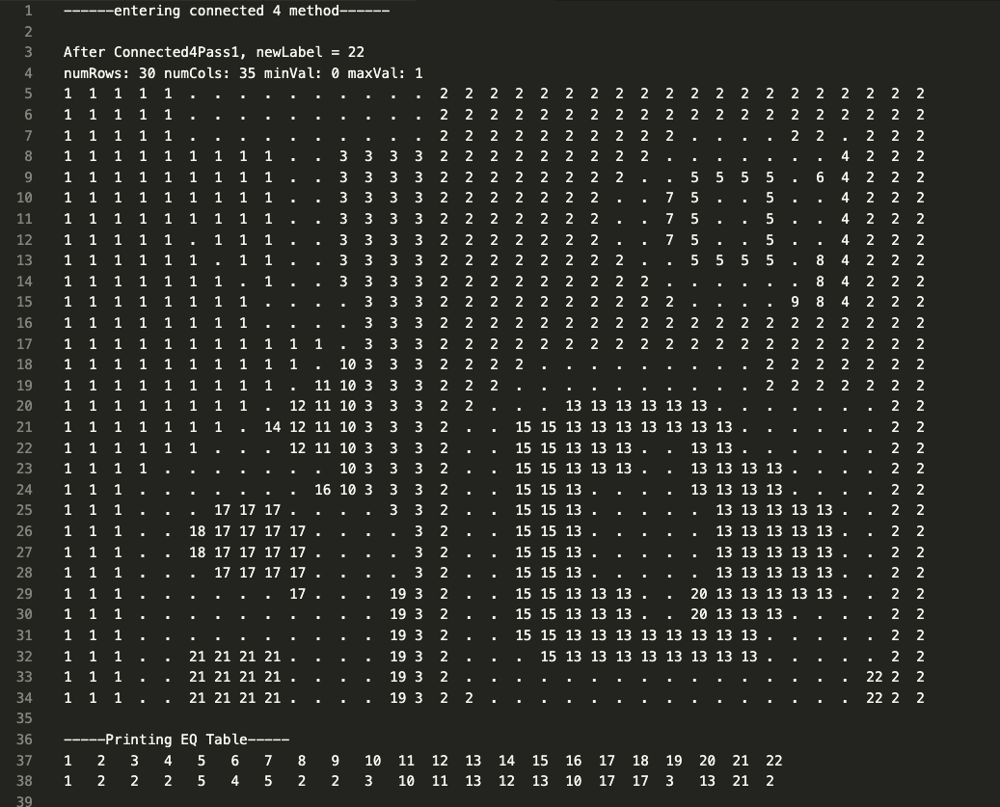 1 ------entering connected 4 method------
2
3 After Connected4Pass1, newLabel = 22
4 numRows: 30 numCols: 35 minVal: 0 maxVal: 1
5 1 1 1 1 1 . . . . . . . . . . 2 2 2 2 2 2 2 2 2 2 2 2 2 2 2 2 2 2 2 2
6 1 1 1 1 1 . . . . . . . . . . 2 2 2 2 2 2 2 2 2 2 2 2 2 2 2 2 2 2 2 2
7 1 1 1 1 1 . . . . . . . . . . 2 2 2 2 2 2 2 2 2 2 . . . . 2 2 . 2 2 2
8 1 1 1 1 1 1 1 1 1 . . 3 3 3 3 2 2 2 2 2 2 2 2 2 . . . . . . . 4 2 2 2
9 1 1 1 1 1 1 1 1 1 . . 3 3 3 3 2 2 2 2 2 2 2 2 . . 5 5 5 5 . 6 4 2 2 2
10 1 1 1 1 1 1 1 1 1 . . 3 3 3 3 2 2 2 2 2 2 2 . . 7 5 . . 5 . . 4 2 2 2
11 1 1 1 1 1 1 1 1 1 . . 3 3 3 3 2 2 2 2 2 2 2 . . 7 5 . . 5 . . 4 2 2 2
12 1 1 1 1 1 . 1 1 1 . . 3 3 3 3 2 2 2 2 2 2 2 . . 7 5 . . 5 . . 4 2 2 2
13 1 1 1 1 1 1 . 1 1 . . 3 3 3 3 2 2 2 2 2 2 2 2 . . 5 5 5 5 . 8 4 2 2 2
14 1 1 1 1 1 1 1 . 1 . . 3 3 3 3 2 2 2 2 2 2 2 2 2 . . . . . . 8 4 2 2 2
15 1 1 1 1 1 1 1 1 . . . . 3 3 3 2 2 2 2 2 2 2 2 2 2 . . . . 9 8 4 2 2 2
16 1 1 1 1 1 1 1 1 . . . . 3 3 3 2 2 2 2 2 2 2 2 2 2 2 2 2 2 2 2 2 2 2 2
17 1 1 1 1 1 1 1 1 1 1 1 . 3 3 3 2 2 2 2 2 2 2 2 2 2 2 2 2 2 2 2 2 2 2 2
18 1 1 1 1 1 1 1 1 1 1 . 10 3 3 3 2 2 2 2 . . . . . . . . . 2 2 2 2 2 2 2
19 1 1 1 1 1 1 1 1 1 . 11 10 3 3 3 2 2 2 . . . . . . . . . . 2 2 2 2 2 2 2
20 1 1 1 1 1 1 1 1 . 12 11 10 3 3 3 2 2 . . . 13 13 13 13 13 13 . . . . . . . 2 2
21 1 1 1 1 1 1 1 . 14 12 11 10 3 3 3 2 . . 15 15 13 13 13 13 13 13 13 . . . . . . 2 2
22 1 1 1 1 1 1 . . . 12 11 10 3 3 3 2 . . 15 15 13 13 13 . . 13 13 . . . . . . 2 2
23 1 1 1 1 . . . . . . . 10 3 3 3 2 . . 15 15 13 13 13 . . 13 13 13 13 . . . . 2 2
24 1 1 1 . . . . . . . 16 10 3 3 3 2 . . 15 15 13 . . . . 13 13 13 13 . . . . 2 2
25 1 1 1 . . . 17 17 17 . . . . 3 3 2 . . 15 15 13 . . . . . 13 13 13 13 13 . . 2 2
26 1 1 1 . . 18 17 17 17 17 . . . . 3 2 . . 15 15 13 . . . . . 13 13 13 13 13 . . 2 2
27 1 1 1 . . 18 17 17 17 17 . . . . 3 2 . . 15 15 13 . . . . . 13 13 13 13 13 . . 2 2
28 1 1 1 . . . 17 17 17 17 . . . . 3 2 . . 15 15 13 . . . . . 13 13 13 13 13 . . 2 2
29 1 1 1 . . . . . . 17 . . . 19 3 2 . . 15 15 13 13 13 . . 20 13 13 13 13 13 . . 2 2
30 1 1 1 . . . . . . . . . . 19 3 2 . . 15 15 13 13 13 . . 20 13 13 13 . . . . 2 2
31 1 1 1 . . . . . . . . . . 19 3 2 . . 15 15 13 13 13 13 13 13 13 13 . . . . . 2 2
32 1 1 1 . . 21 21 21 21 . . . . 19 3 2 . . . 15 13 13 13 13 13 13 13 13 . . . . . 2 2
33 1 1 1 . . 21 21 21 21 . . . . 19 3 2 . . . . . . . . . . . . . . . . 22 2 2
34 1 1 1 . . 21 21 21 21 . . . . 19 3 2 2 . . . . . . . . . . . . . . . 22 2 2
35
36 -----Printing EQ Table-----
37 1 2 3 4 5 6 7 8 9 10 11 12 13 14 15 16 17 18 19 20 21 22
38 1 2 2 2 5 4 5 2 2 3 10 11 13 12 13 10 17 17 3 13 21 2
39